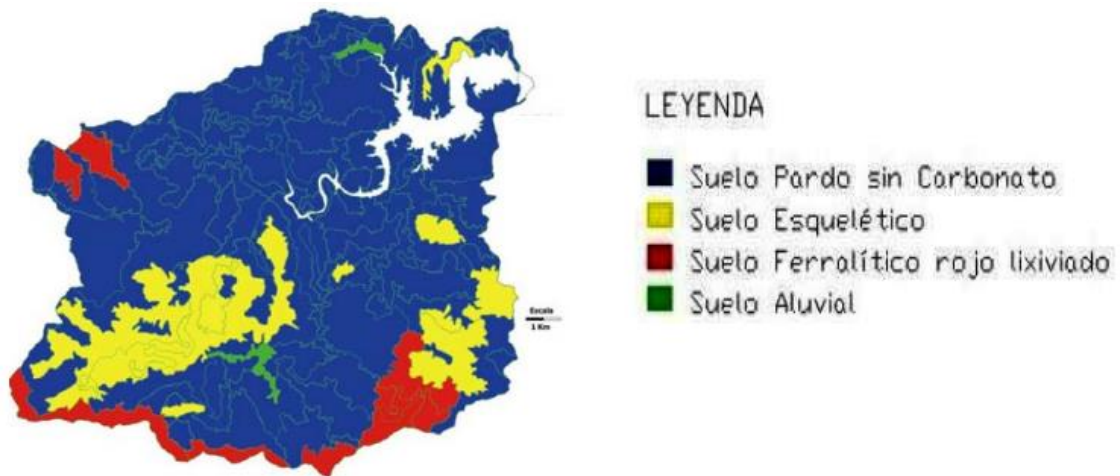 LEYENDA
Suelo Pardo sin Carbonato
Suelo Esquelético
Suelo Ferralítico rojo lixiviado
Suelo Aluvial
Escala
1 Km